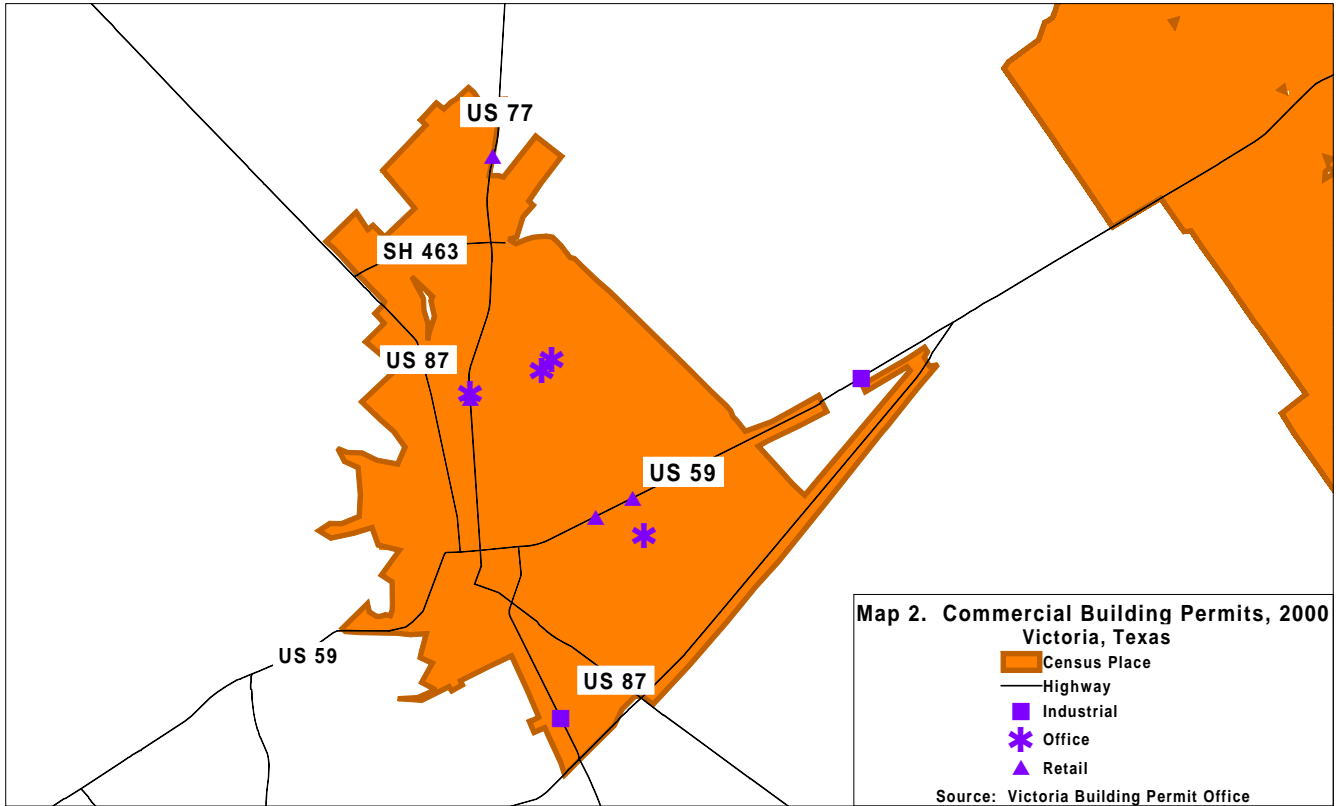 US 77
SH 463
US 87
US 59
US 59
US 87
Map 2. Commercial Building Permits, 2000
Victoria, Texas
Census Place
Highway
Industrial
Office
Retail
Source: Victoria Building Permit Office